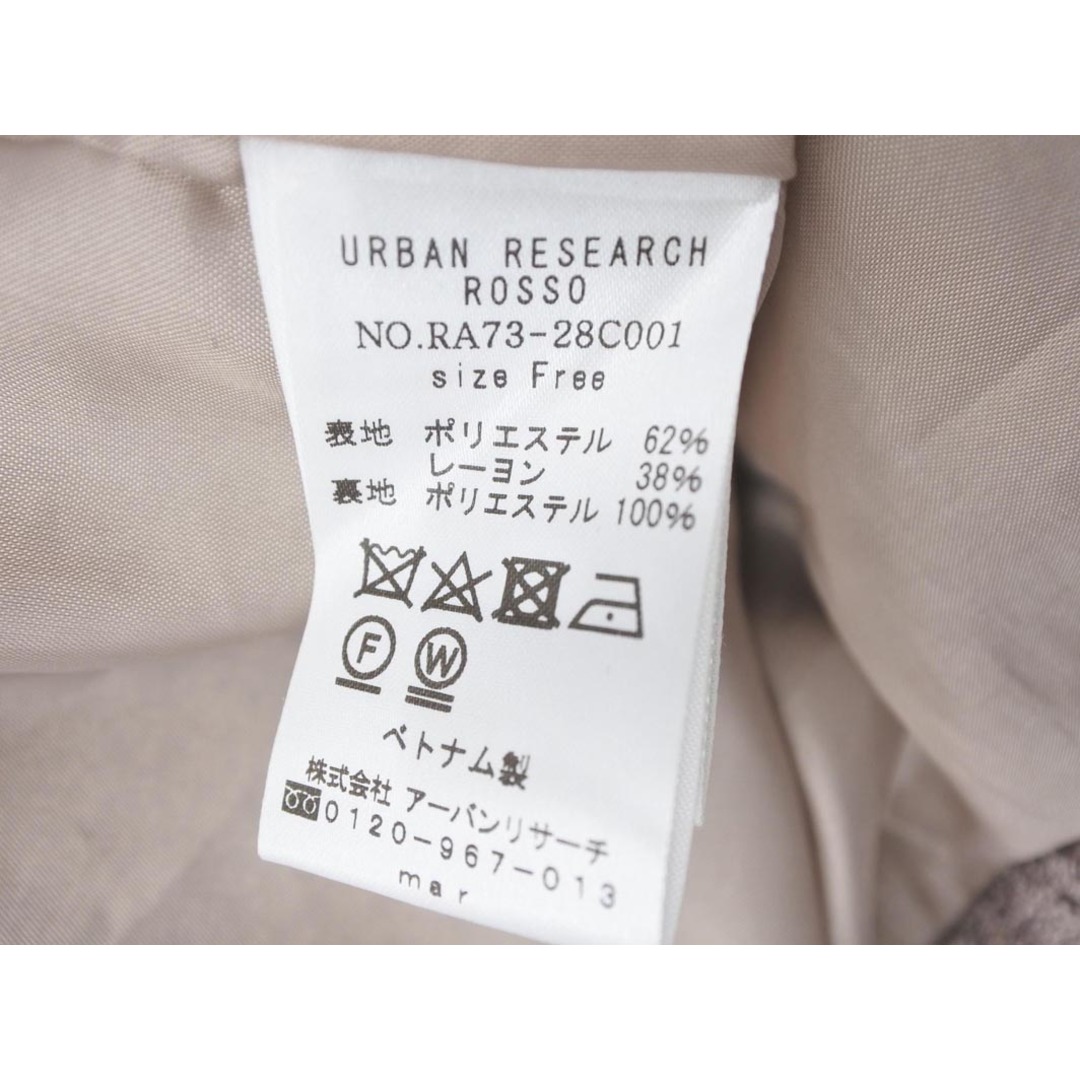 URBAN RESEARCH
ROSSO
NO.RA73-28C001
size Free
表地 ポリエステル 62%
レーヨン 38%
裏地 ポリエステル 100%
F W
ベトナム製
株式会社 アーバンリサーチ
0120-967-013
mar